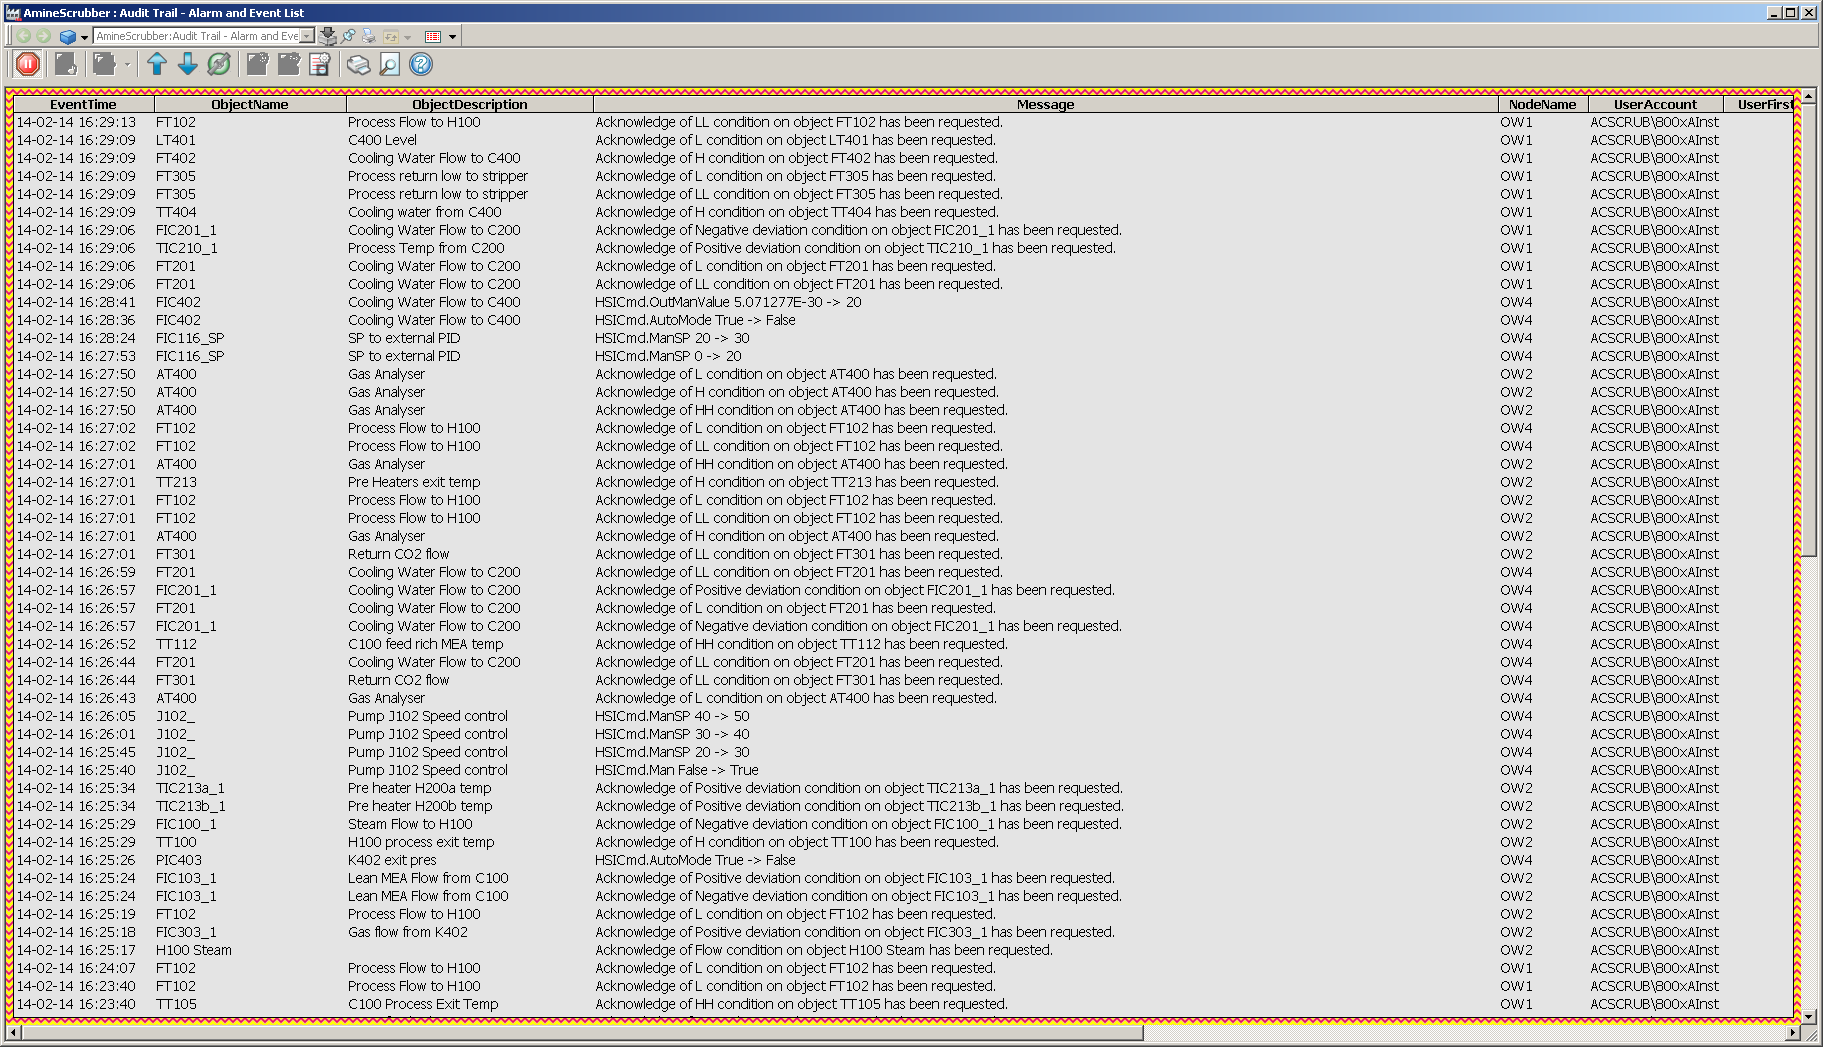 AmineScrubber : Audit Trail - Alarm and Event List
AmineScrubber:Audit Trail - Alarm and Eve
EventTime ObjectName ObjectDescription Message NodeName UserAccount UserFirst
14-02-14 16:29:13 FT102 Process Flow to H100 Acknowledge of LL condition on object FT102 has been requested. OW1 ACSCRUB\800xAInst
14-02-14 16:29:09 LT401 C400 Level Acknowledge of L condition on object LT401 has been requested. OW1 ACSCRUB\800xAInst
14-02-14 16:29:09 FT402 Cooling Water Flow to C400 Acknowledge of H condition on object FT402 has been requested. OW1 ACSCRUB\800xAInst
14-02-14 16:29:09 FT305 Process return low to stripper Acknowledge of L condition on object FT305 has been requested. OW1 ACSCRUB\800xAInst
14-02-14 16:29:09 FT305 Process return low to stripper Acknowledge of LL condition on object FT305 has been requested. OW1 ACSCRUB\800xAInst
14-02-14 16:29:09 TT404 Cooling water from C400 Acknowledge of H condition on object TT404 has been requested. OW1 ACSCRUB\800xAInst
14-02-14 16:29:06 FIC201_1 Cooling Water Flow to C200 Acknowledge of Negative deviation condition on object FIC201_1 has been requested. OW1 ACSCRUB\800xAInst
14-02-14 16:29:06 TIC210_1 Process Temp from C200 Acknowledge of Positive deviation condition on object TIC210_1 has been requested. OW1 ACSCRUB\800xAInst
14-02-14 16:29:06 FT201 Cooling Water Flow to C200 Acknowledge of L condition on object FT201 has been requested. OW1 ACSCRUB\800xAInst
14-02-14 16:29:06 FT201 Cooling Water Flow to C200 Acknowledge of LL condition on object FT201 has been requested. OW1 ACSCRUB\800xAInst
14-02-14 16:28:41 FIC402 Cooling Water Flow to C400 HSICmd.OutManValue 5.071277E-30 -> 20 OW4 ACSCRUB\800xAInst
14-02-14 16:28:36 FIC402 Cooling Water Flow to C400 HSICmd.AutoMode True -> False OW4 ACSCRUB\800xAInst
14-02-14 16:28:24 FIC116_SP SP to external PID HSICmd.ManSP 20 -> 30 OW4 ACSCRUB\800xAInst
14-02-14 16:27:53 FIC116_SP SP to external PID HSICmd.ManSP 0 -> 20 OW4 ACSCRUB\800xAInst
14-02-14 16:27:50 AT400 Gas Analyser Acknowledge of L condition on object AT400 has been requested. OW2 ACSCRUB\800xAInst
14-02-14 16:27:50 AT400 Gas Analyser Acknowledge of H condition on object AT400 has been requested. OW2 ACSCRUB\800xAInst
14-02-14 16:27:50 AT400 Gas Analyser Acknowledge of HH condition on object AT400 has been requested. OW2 ACSCRUB\800xAInst
14-02-14 16:27:02 FT102 Process Flow to H100 Acknowledge of L condition on object FT102 has been requested. OW4 ACSCRUB\800xAInst
14-02-14 16:27:02 FT102 Process Flow to H100 Acknowledge of LL condition on object FT102 has been requested. OW4 ACSCRUB\800xAInst
14-02-14 16:27:01 AT400 Gas Analyser Acknowledge of HH condition on object AT400 has been requested. OW2 ACSCRUB\800xAInst
14-02-14 16:27:01 TT213 Pre Heaters exit temp Acknowledge of H condition on object TT213 has been requested. OW2 ACSCRUB\800xAInst
14-02-14 16:27:01 FT102 Process Flow to H100 Acknowledge of L condition on object FT102 has been requested. OW2 ACSCRUB\800xAInst
14-02-14 16:27:01 FT102 Process Flow to H100 Acknowledge of LL condition on object FT102 has been requested. OW2 ACSCRUB\800xAInst
14-02-14 16:27:01 AT400 Gas Analyser Acknowledge of H condition on object AT400 has been requested. OW2 ACSCRUB\800xAInst
14-02-14 16:27:01 FT301 Return CO2 flow Acknowledge of LL condition on object FT301 has been requested. OW2 ACSCRUB\800xAInst
14-02-14 16:26:59 FT201 Cooling Water Flow to C200 Acknowledge of LL condition on object FT201 has been requested. OW4 ACSCRUB\800xAInst
14-02-14 16:26:57 FIC201_1 Cooling Water Flow to C200 Acknowledge of Positive deviation condition on object FIC201_1 has been requested. OW4 ACSCRUB\800xAInst
14-02-14 16:26:57 FT201 Cooling Water Flow to C200 Acknowledge of L condition on object FT201 has been requested. OW4 ACSCRUB\800xAInst
14-02-14 16:26:57 FIC201_1 Cooling Water Flow to C200 Acknowledge of Negative deviation condition on object FIC201_1 has been requested. OW4 ACSCRUB\800xAInst
14-02-14 16:26:52 TT112 C100 feed rich MEA temp Acknowledge of HH condition on object TT112 has been requested. OW4 ACSCRUB\800xAInst
14-02-14 16:26:44 FT201 Cooling Water Flow to C200 Acknowledge of LL condition on object FT201 has been requested. OW4 ACSCRUB\800xAInst
14-02-14 16:26:44 FT301 Return CO2 flow Acknowledge of LL condition on object FT301 has been requested. OW4 ACSCRUB\800xAInst
14-02-14 16:26:43 AT400 Gas Analyser Acknowledge of L condition on object AT400 has been requested. OW4 ACSCRUB\800xAInst
14-02-14 16:26:05 J102_ Pump J102 Speed control HSICmd.ManSP 40 -> 50 OW4 ACSCRUB\800xAInst
14-02-14 16:26:01 J102_ Pump J102 Speed control HSICmd.ManSP 30 -> 40 OW4 ACSCRUB\800xAInst
14-02-14 16:25:45 J102_ Pump J102 Speed control HSICmd.ManSP 20 -> 30 OW4 ACSCRUB\800xAInst
14-02-14 16:25:40 J102_ Pump J102 Speed control HSICmd.Man False -> True OW4 ACSCRUB\800xAInst
14-02-14 16:25:34 TIC213a_1 Pre heater H200a temp Acknowledge of Positive deviation condition on object TIC213a_1 has been requested. OW2 ACSCRUB\800xAInst
14-02-14 16:25:34 TIC213b_1 Pre heater H200b temp Acknowledge of Positive deviation condition on object TIC213b_1 has been requested. OW2 ACSCRUB\800xAInst
14-02-14 16:25:29 FIC100_1 Steam Flow to H100 Acknowledge of Negative deviation condition on object FIC100_1 has been requested. OW2 ACSCRUB\800xAInst
14-02-14 16:25:29 TT100 H100 process exit temp Acknowledge of H condition on object TT100 has been requested. OW2 ACSCRUB\800xAInst
14-02-14 16:25:26 PIC403 K402 exit pres HSICmd.AutoMode True -> False OW4 ACSCRUB\800xAInst
14-02-14 16:25:24 FIC103_1 Lean MEA Flow from C100 Acknowledge of Positive deviation condition on object FIC103_1 has been requested. OW2 ACSCRUB\800xAInst
14-02-14 16:25:24 FIC103_1 Lean MEA Flow from C100 Acknowledge of Negative deviation condition on object FIC103_1 has been requested. OW2 ACSCRUB\800xAInst
14-02-14 16:25:19 FT102 Process Flow to H100 Acknowledge of L condition on object FT102 has been requested. OW2 ACSCRUB\800xAInst
14-02-14 16:25:18 FIC303_1 Gas flow from K402 Acknowledge of Positive deviation condition on object FIC303_1 has been requested. OW2 ACSCRUB\800xAInst
14-02-14 16:25:17 H100 Steam Acknowledge of Flow condition on object H100 Steam has been requested. OW2 ACSCRUB\800xAInst
14-02-14 16:24:07 FT102 Process Flow to H100 Acknowledge of L condition on object FT102 has been requested. OW1 ACSCRUB\800xAInst
14-02-14 16:23:40 FT102 Process Flow to H100 Acknowledge of L condition on object FT102 has been requested. OW1 ACSCRUB\800xAInst
14-02-14 16:23:40 TT105 C100 Process Exit Temp Acknowledge of HH condition on object TT105 has been requested. OW1 ACSCRUB\800xAInst